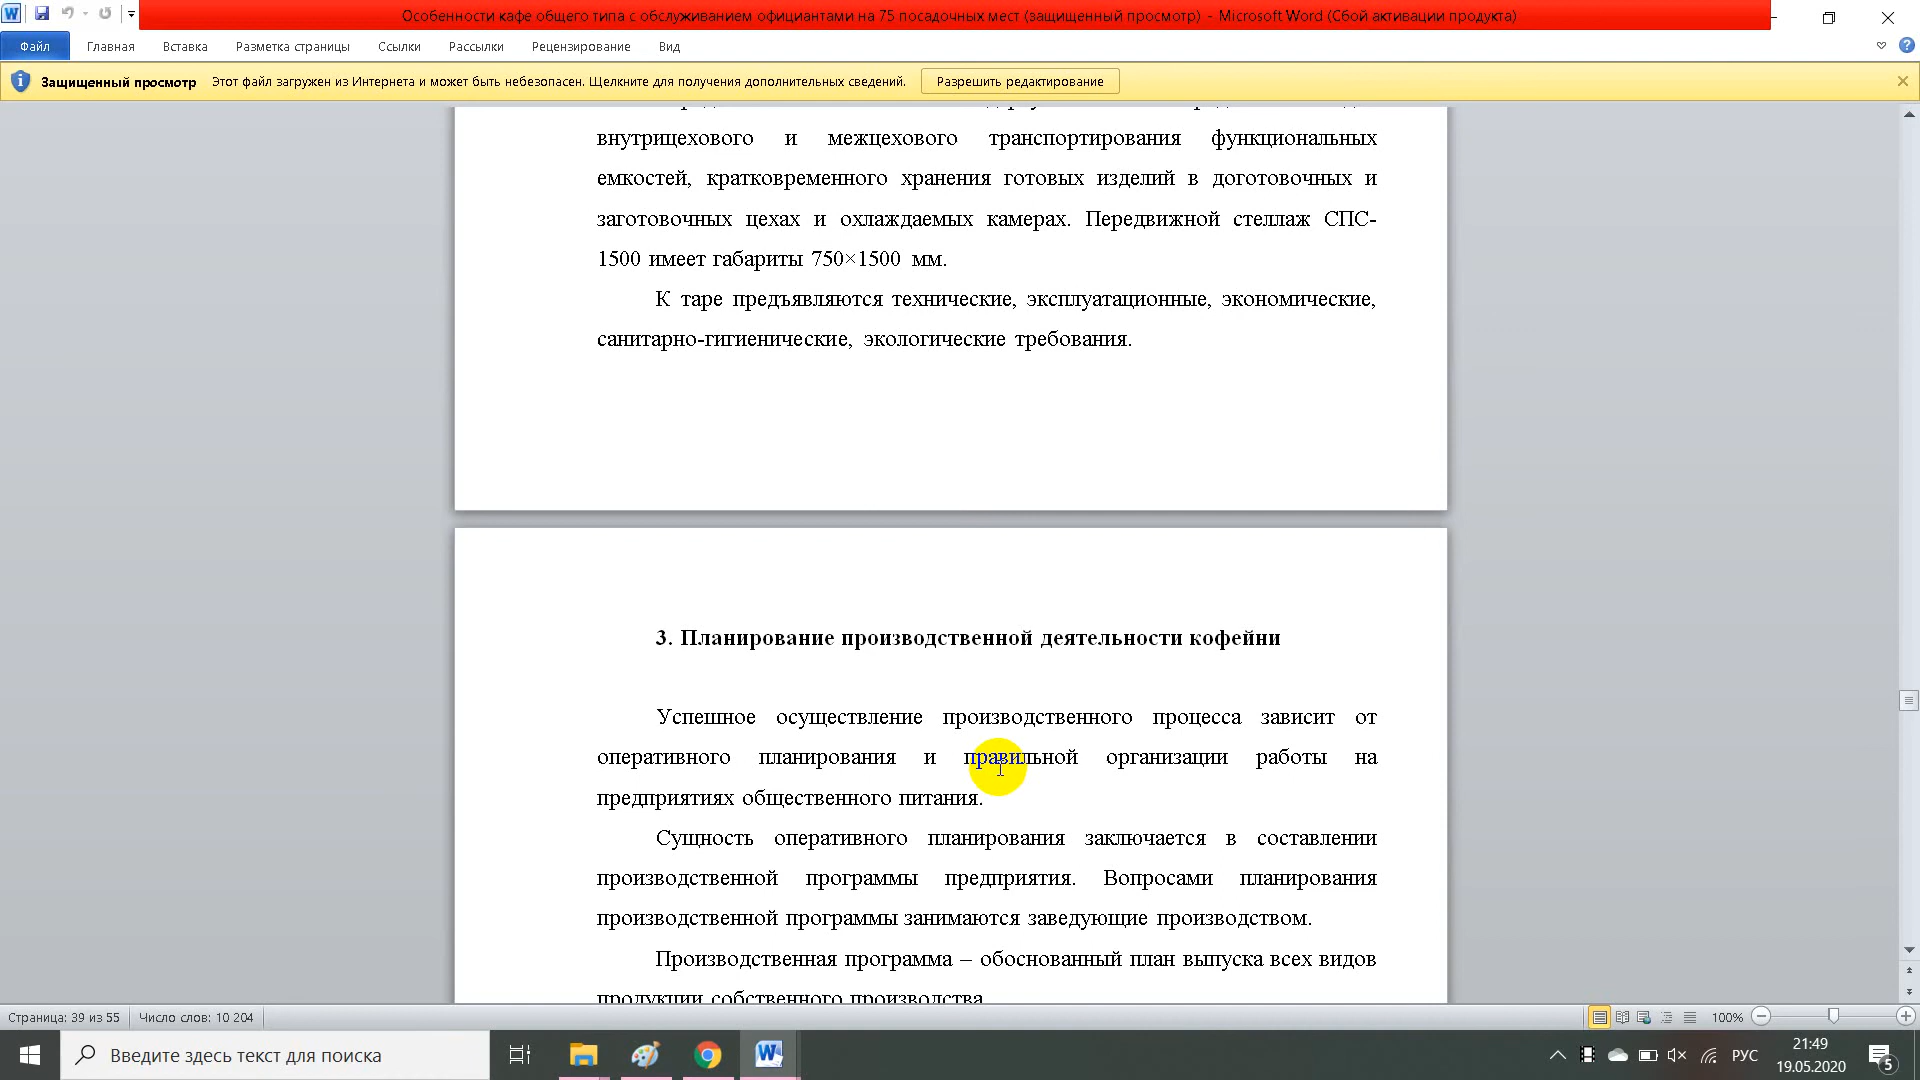 Особенности кафе общего типа с обслуживанием официантами на 75 посадочных мест (защищенный просмотр) - Microsoft Word (Сбой активации продукта)
Файл Главная Вставка Разметка страницы Ссылки Рассылки Рецензирование Вид
Защищенный просмотр Этот файл загружен из Интернета и может быть небезопасен. Щелкните для получения дополнительных сведений. Разрешить редактирование
внутрицехового и межцехового транспортирования функциональных
емкостей, кратковременного хранения готовых изделий в доготовочных и
заготовочных цехах и охлаждаемых камерах. Передвижной стеллаж СПС-
1500 имеет габариты 750×1500 мм.
К таре предъявляются технические, эксплуатационные, экономические,
санитарно-гигиенические, экологические требования.
3. Планирование производственной деятельности кофейни
Успешное осуществление производственного процесса зависит от
оперативного планирования и правильной организации работы на
предприятиях общественного питания.
Сущность оперативного планирования заключается в составлении
производственной программы предприятия. Вопросами планирования
производственной программы занимаются заведующие производством.
Производственная программа – обоснованный план выпуска всех видов
продукции собственного производства
Страница: 39 из 55 Число слов: 10 204 100%
Введите здесь текст для поиска
РУС
21:49
19.05.2020
5